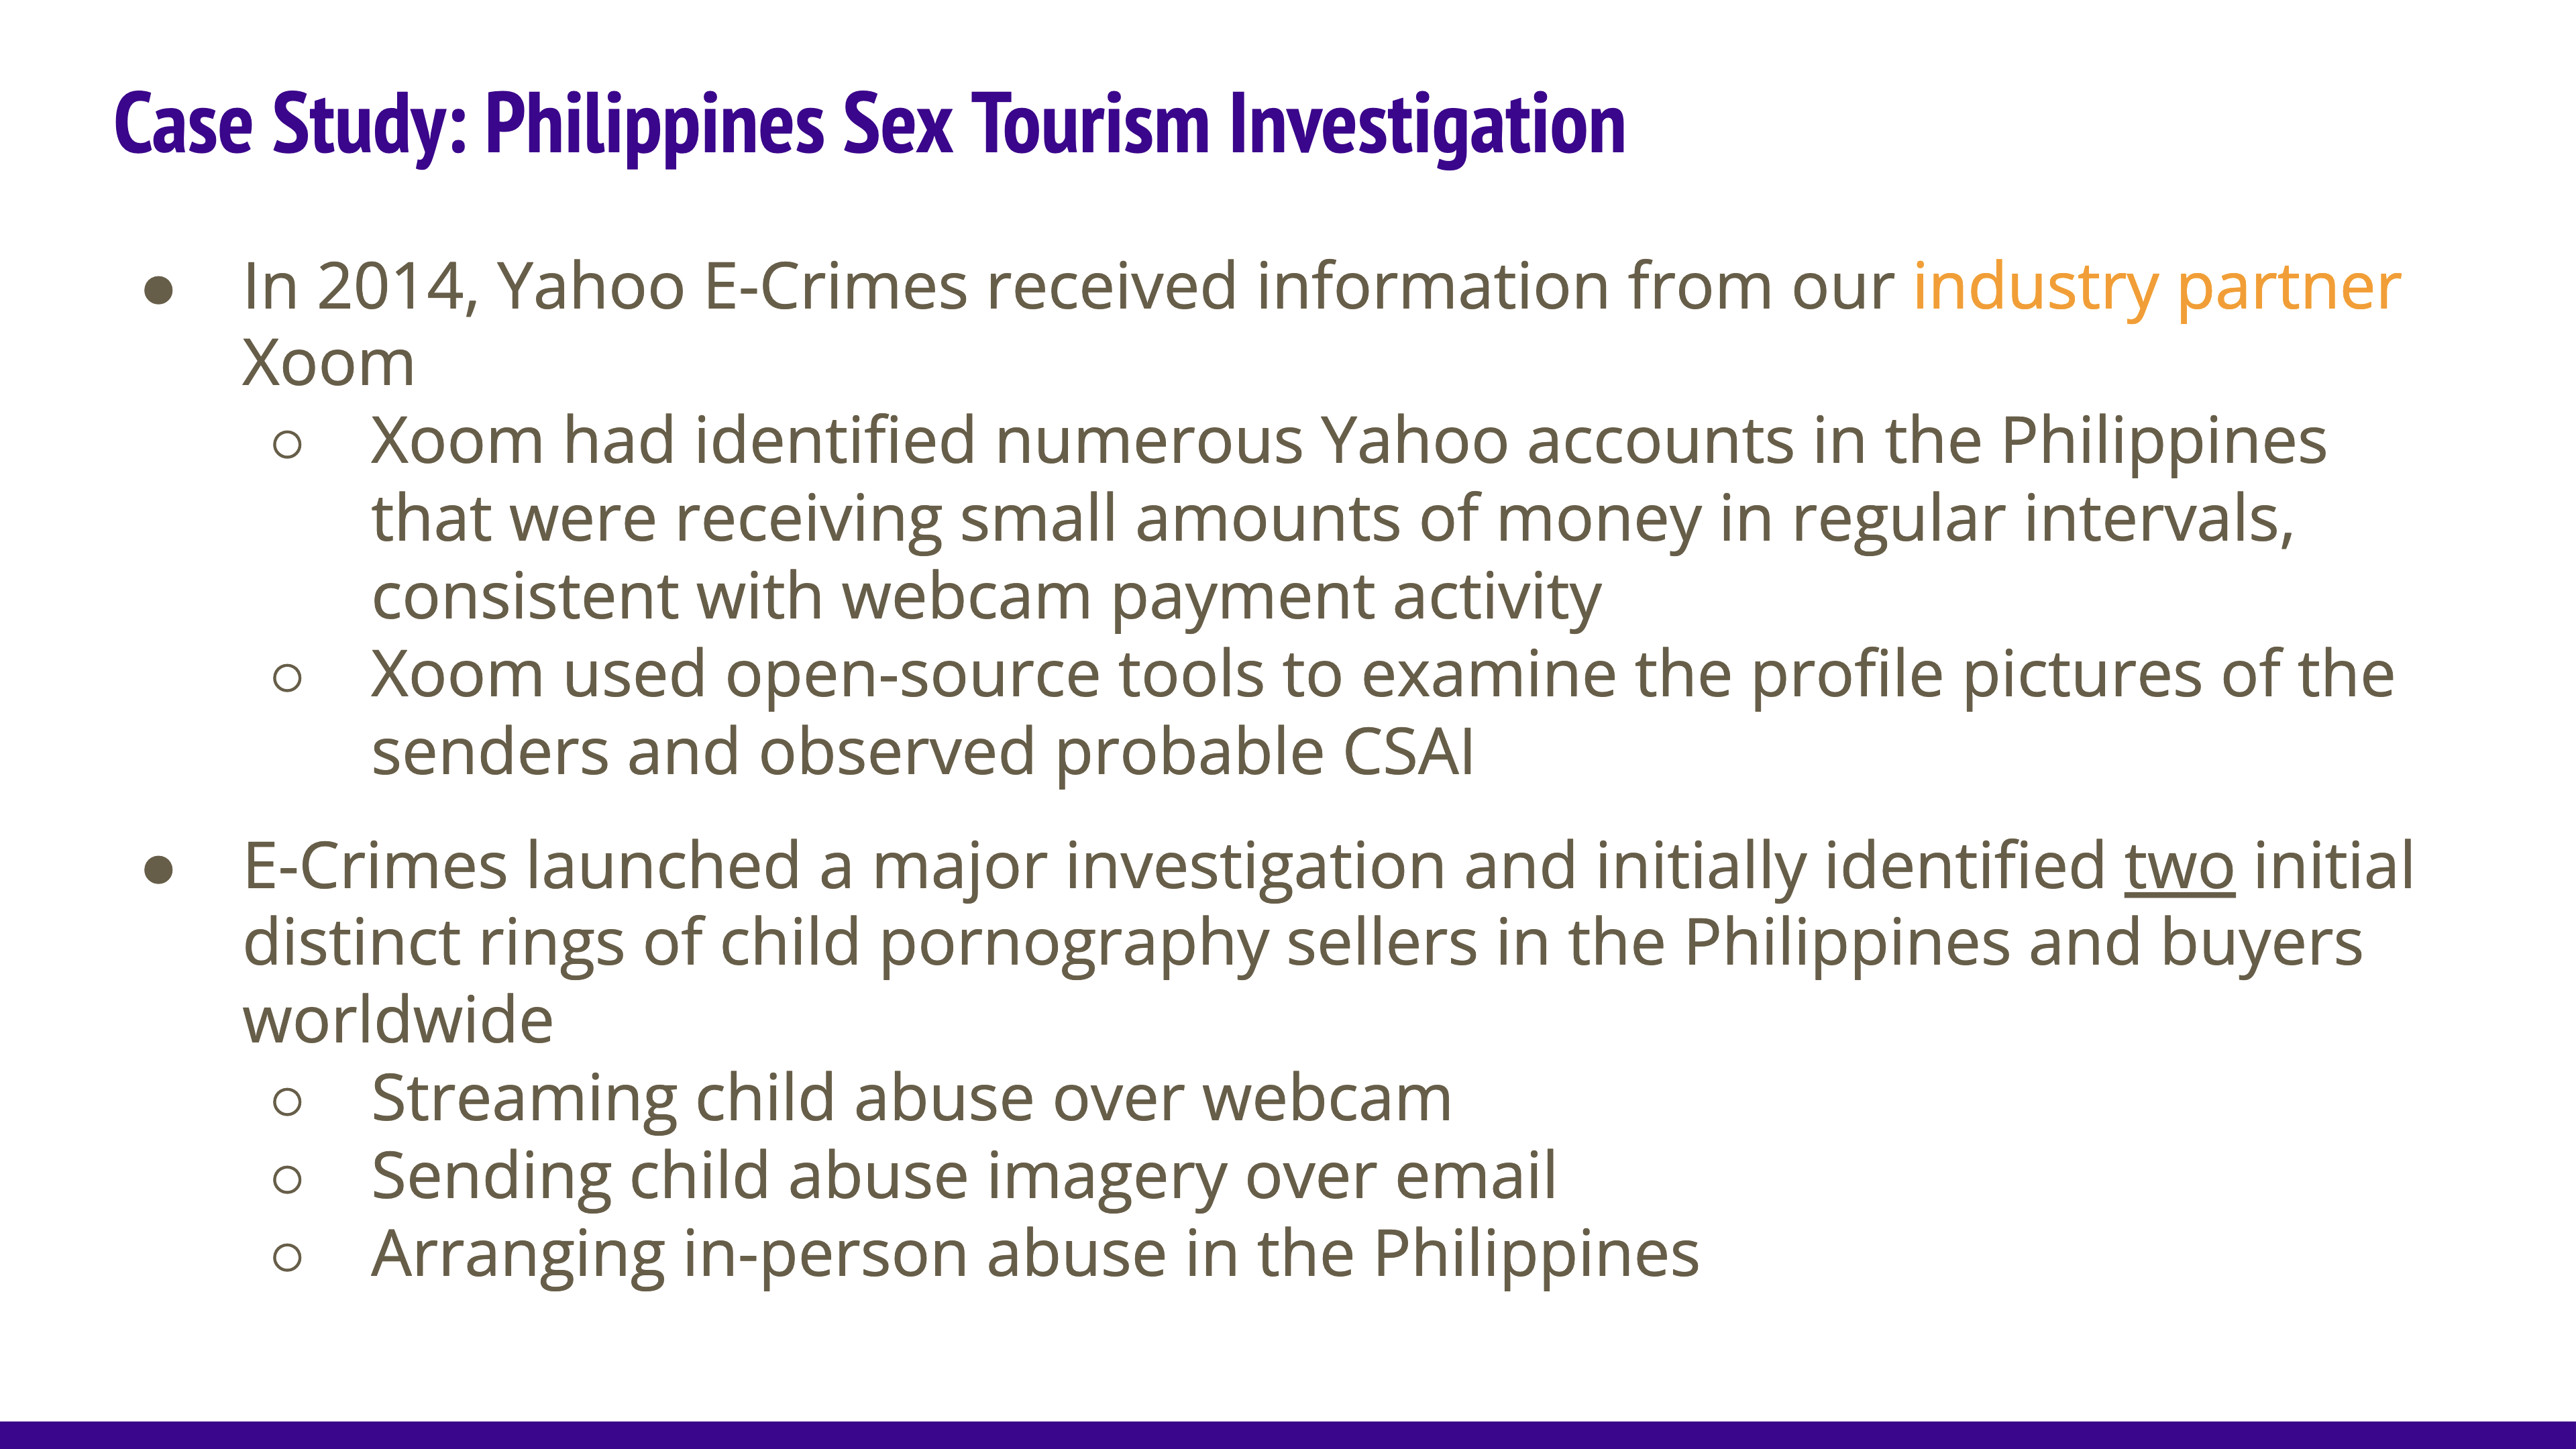 Case Study: Philippines Sex Tourism Investigation
● In 2014, Yahoo E-Crimes received information from our industry partner
Xoom
○ Xoom had identified numerous Yahoo accounts in the Philippines
that were receiving small amounts of money in regular intervals,
consistent with webcam payment activity
○ Xoom used open-source tools to examine the profile pictures of the
senders and observed probable CSAI
● E-Crimes launched a major investigation and initially identified two initial
distinct rings of child pornography sellers in the Philippines and buyers
worldwide
○ Streaming child abuse over webcam
○ Sending child abuse imagery over email
○ Arranging in-person abuse in the Philippines